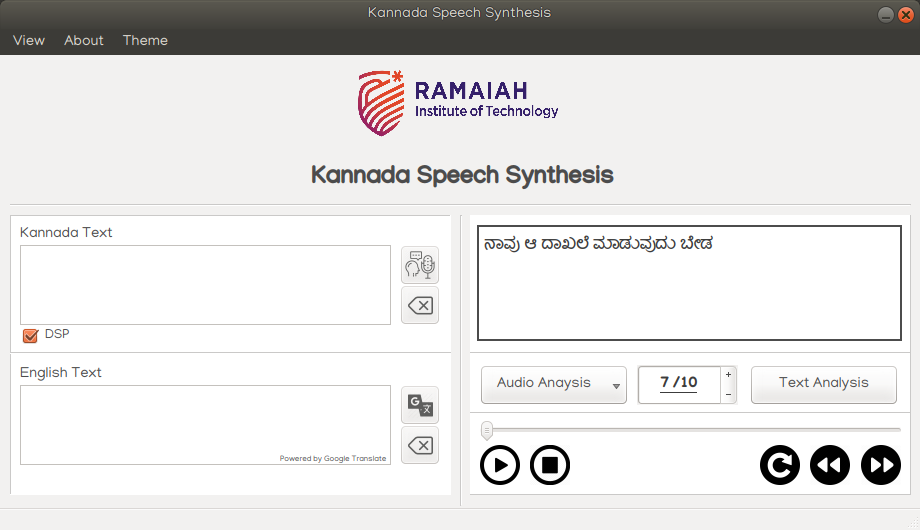 Kannada Speech Synthesis
View About Theme
RAMAIAH
Institute of Technology
Kannada Speech Synthesis
Kannada Text
DSP
English Text
Powered by Google Translate
ನಾವು ಆ ದಾಖಲೆ ಮಾಡುವುದು ಬೇಡ
Audio Anaysis
7 /10
+
-
Text Analysis